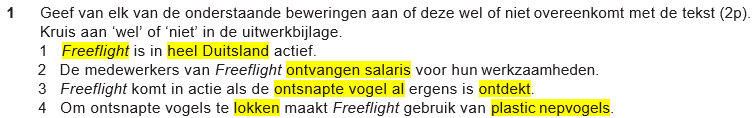 1 Geef van elk van de onderstaande beweringen aan of deze wel of niet overeenkomt met de tekst (2p).
Kruis aan ‘wel’ of ‘niet’ in de uitwerkbijlage.
1 Freeflight is in heel Duitsland actief.
2 De medewerkers van Freeflight ontvangen salaris voor hun werkzaamheden.
3 Freeflight komt in actie als de ontsnapte vogel al ergens is ontdekt.
4 Om ontsnapte vogels te lokken maakt Freeflight gebruik van plastic nepvogels.